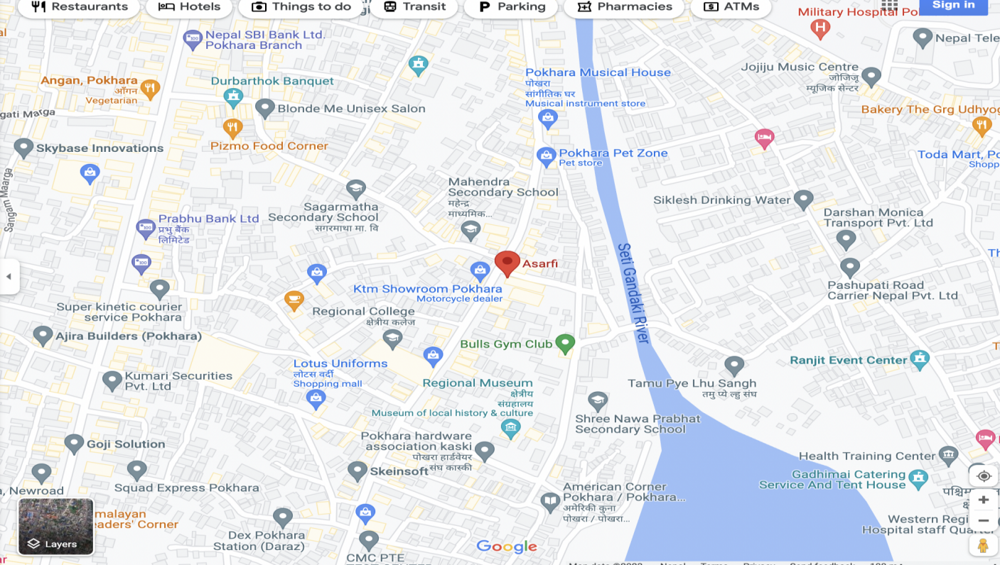 Restaurants
Hotels
Things to do
Transit
Parking
Pharmacies
ATMs
Sign in
Military Hospital Po
Nepal SBI Bank Ltd.
Pokhara Branch
Nepal Tele
Jojiju Music Centre
जोजिजू
म्यूजिक सेन्टर
Pokhara Musical House
पोखरा
सांगीतिक घर
Musical instrument store
Angan, Pokhara
आँगन
Vegetarian
Durbarthok Banquet
Blonde Me Unisex Salon
gati Marga
Bakery The Grg Udhyog
Pizmo Food Corner
Skybase Innovations
Pokhara Pet Zone
Pet store
Toda Mart, Po
Shopp
Sangam Maarga
Mahendra
Secondary School
महेन्द्र
माध्यमिक...
Sagarmatha
Secondary School
सगरमाथा मा. वि
Siklesh Drinking Water
Darshan Monica
Transport Pvt. Ltd
Prabhu Bank Ltd
प्रभु बैंक
लिमिटेड
Asarfi
Seti Gandaki River
Ktm Showroom Pokhara
Motorcycle dealer
Pashupati Road
Carrier Nepal Pvt. Ltd
Super kinetic courier
service Pokhara
Regional College
क्षेत्रीय कलेज
Ajira Builders (Pokhara)
Bulls Gym Club
Lotus Uniforms
लोटस वर्दी
Shopping mall
Ranjit Event Center
Kumari Securities
Pvt. Ltd
Regional Museum
क्षेत्रीय
संग्रहालय
Museum of local history & culture
Tamu Pye Lhu Sangh
तमु प्ये ल्हु संघ
Shree Nawa Prabhat
Secondary School
Pokhara hardware
association kaski
पोखरा हार्डवेयर
संघ कास्की
Goji Solution
Health Training Center
Skeinsoft
Gadhimai Catering
Service And Tent House
Squad Express Pokhara
a, Newroad
American Corner
Pokhara / Pokhara...
अमेरिकी कुना
पोखरा / पोखरा...
malayan
eaders' Corner
Western Regi
Hospital staff Quarter
Dex Pokhara
Station (Daraz)
Layers
Google
CMC PTE